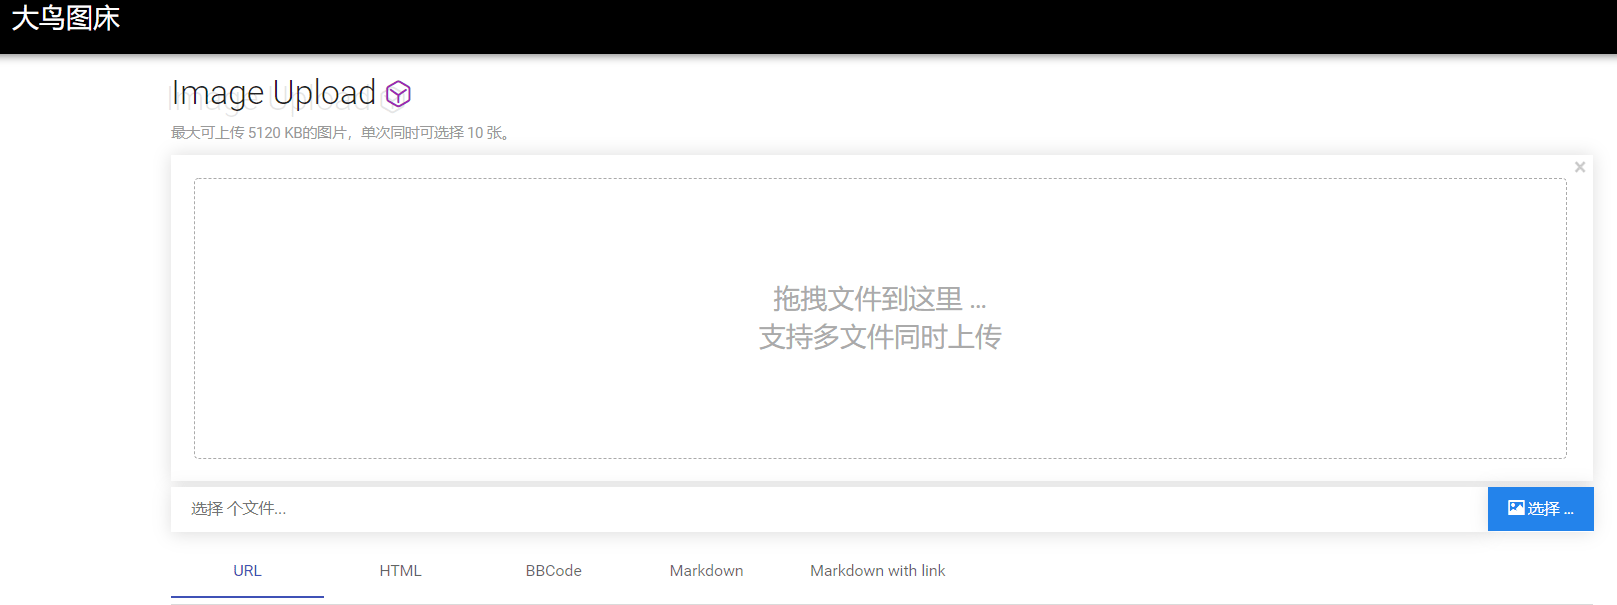 大鸟图床
Image Upload
最大可上传 5120 KB的图片，单次同时可选择 10 张。
×
拖拽文件到这里 ...
支持多文件同时上传
选择 个文件...
选择 ...
URL HTML BBCode Markdown Markdown with link